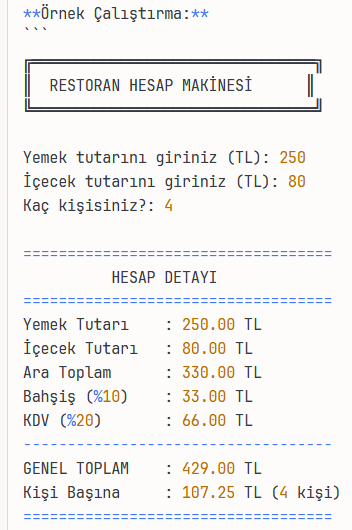 **Örnek Çalıştırma:**
```
╔════════════════════════════════╗
║  RESTORAN HESAP MAKİNESİ      ║
╚════════════════════════════════╝
Yemek tutarını giriniz (TL): 250
İçecek tutarını giriniz (TL): 80
Kaç kişisiniz?: 4
===================================
          HESAP DETAYI
===================================
Yemek Tutarı    : 250.00 TL
İçecek Tutarı   : 80.00 TL
Ara Toplam      : 330.00 TL
Bahşiş (%10)    : 33.00 TL
KDV (%20)       : 66.00 TL
-----------------------------------
GENEL TOPLAM    : 429.00 TL
Kişi Başına     : 107.25 TL (4 kişi)
===================================